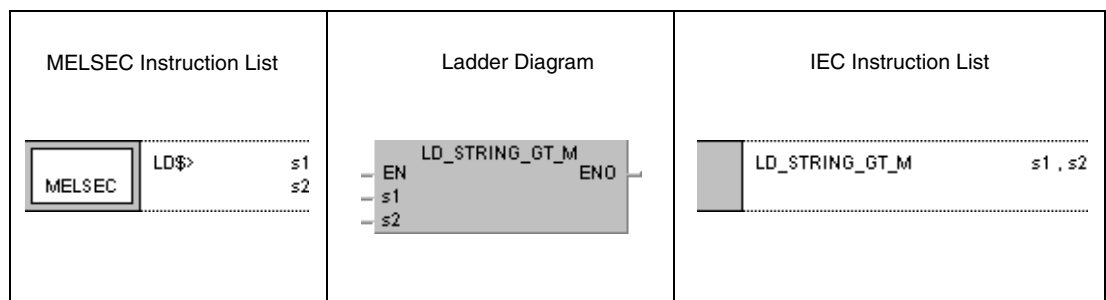 MELSEC Instruction List
Ladder Diagram
IEC Instruction List
MELSEC
LD$> s1
s2
LD_STRING_GT_M
EN ENO
s1
s2
LD_STRING_GT_M s1 , s2